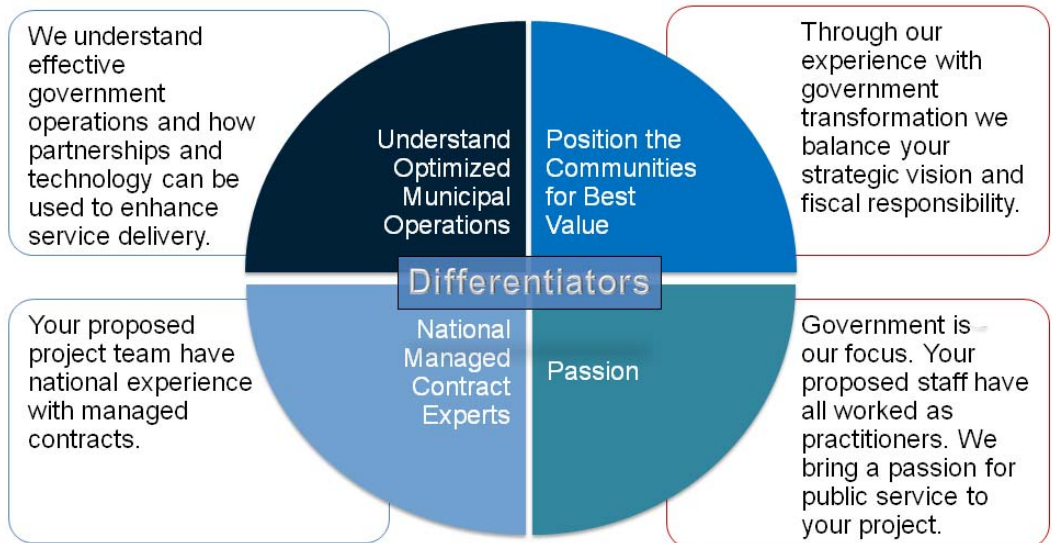 We understand
effective
government
operations and how
partnerships and
technology can be
used to enhance
service delivery.
Understand
Optimized
Municipal
Operations
Position the
Communities
for Best
Value
Through our
experience with
government
transformation we
balance your
strategic vision and
fiscal responsibility.
Differentiators
Your proposed
project team have
national experience
with managed
contracts.
National
Managed
Contract
Experts
Passion
Government is
our focus. Your
proposed staff have
all worked as
practitioners. We
bring a passion for
public service to
your project.